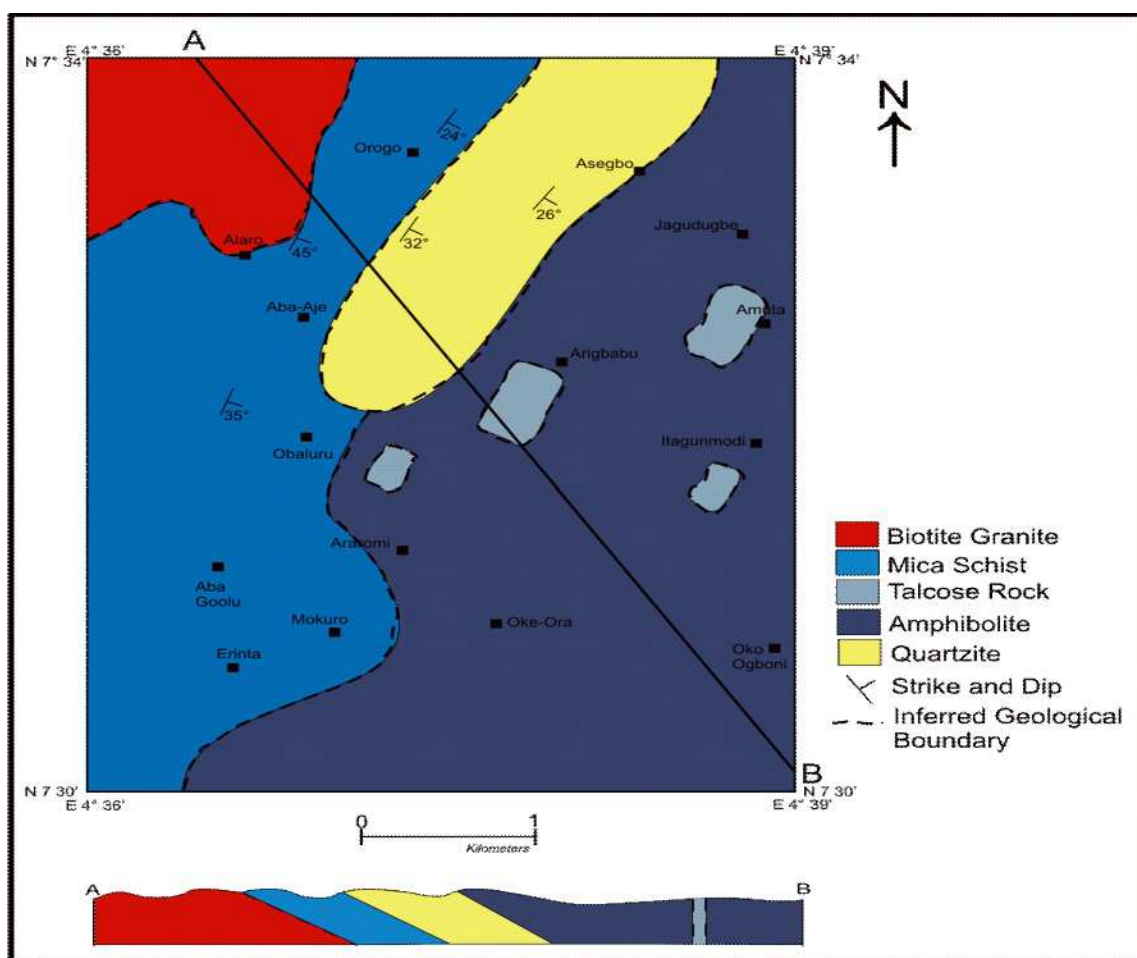 E 4° 36'
A
E 4° 39'
N 7° 34'
N 7° 34'
N
24°
Orogo
Asegbo
26°
Jagudugbe
32°
Alaro
45°
Aba-Aje
Amuta
Arigbabu
35°
Obaluru
Itagunmodi
Araromi
Aba
Goolu
Mokuro
Oke-Ora
Erinta
Oko
Ogboni
B
N 7 30'
N 7 30'
E 4° 36'
E 4° 39'
Biotite Granite
Mica Schist
Talcose Rock
Amphibolite
Quartzite
Strike and Dip
Inferred Geological
Boundary
0 1
Kilometers
A B